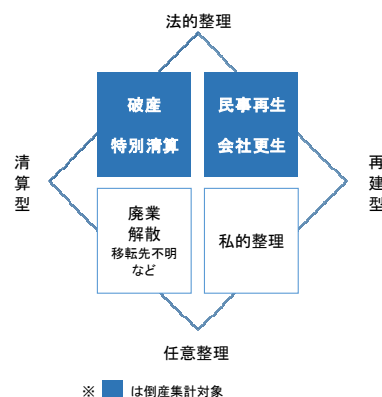 法的整理
破産
特別清算
民事再生
会社更生
清算型
再建型
廃業
解散
移転先不明
など
私的整理
任意整理
※ は倒産集計対象